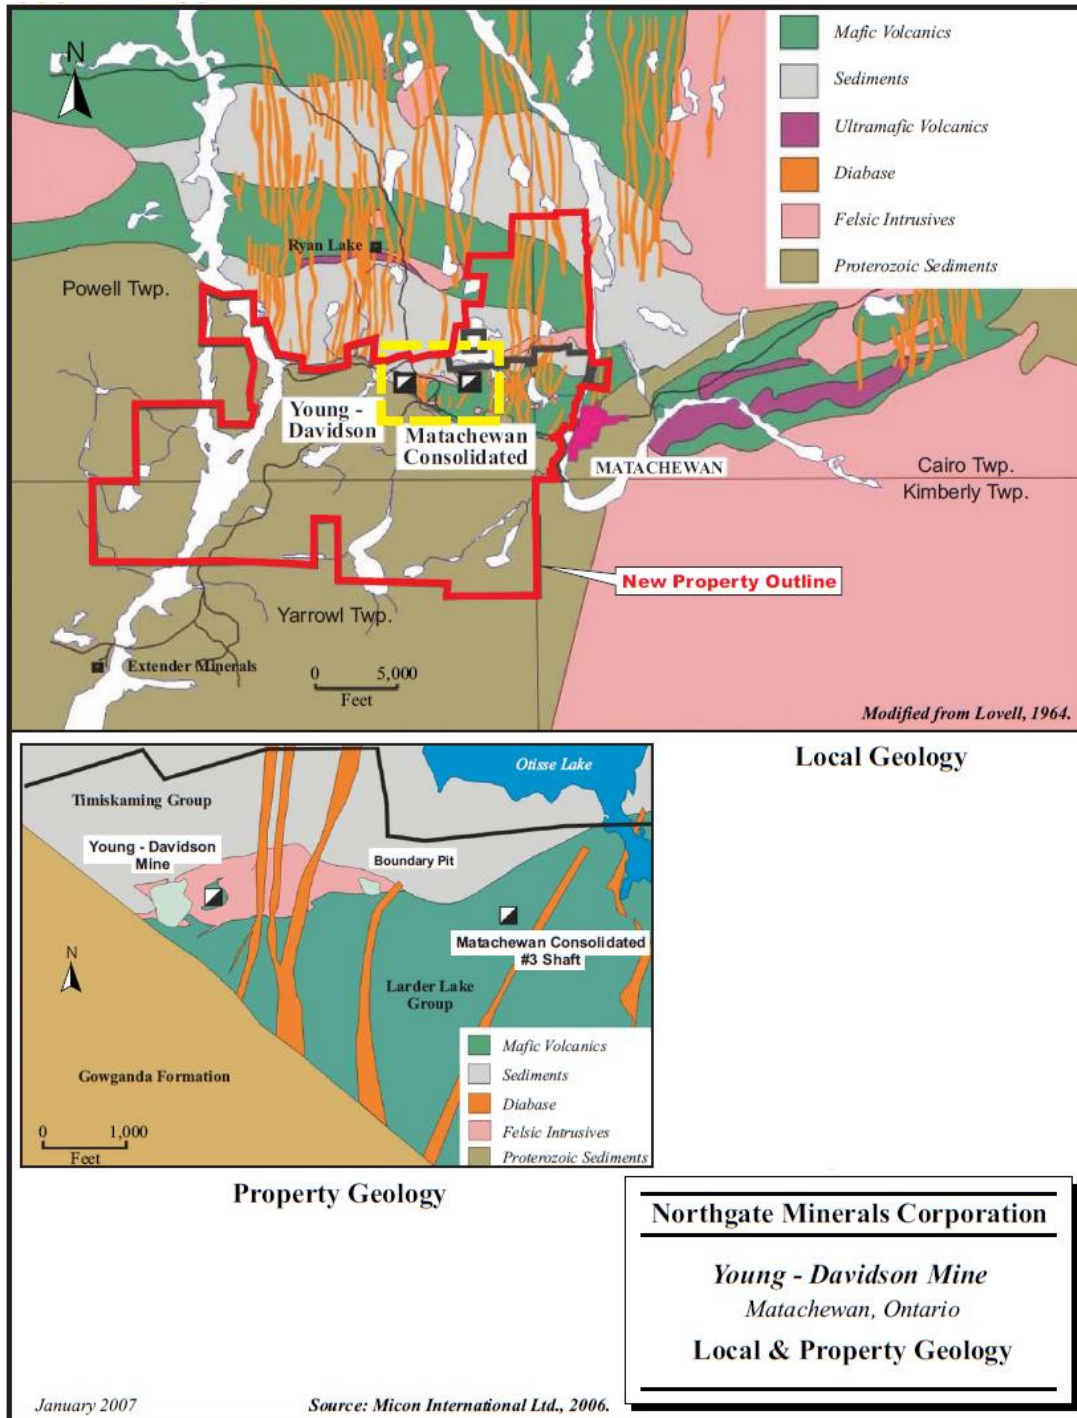 N
Mafic Volcanics
Sediments
Ultramafic Volcanics
Diabase
Felsic Intrusives
Proterozoic Sediments
Ryan Lake
Powell Twp.
Young -
Davidson
Matachewan
Consolidated
MATACHEWAN
Cairo Twp.
Kimberly Twp.
New Property Outline
Yarrowl Twp.
Extender Minerals
0 5,000
Feet
Modified from Lovell, 1964.
Local Geology
Otisse Lake
Timiskaming Group
Young - Davidson
Mine
Boundary Pit
N
Matachewan Consolidated
#3 Shaft
Larder Lake
Group
Gowganda Formation
0 1,000
Feet
Mafic Volcanics
Sediments
Diabase
Felsic Intrusives
Proterozoic Sediments
Property Geology
Northgate Minerals Corporation
Young - Davidson Mine
Matachewan, Ontario
Local & Property Geology
January 2007
Source: Micon International Ltd., 2006.